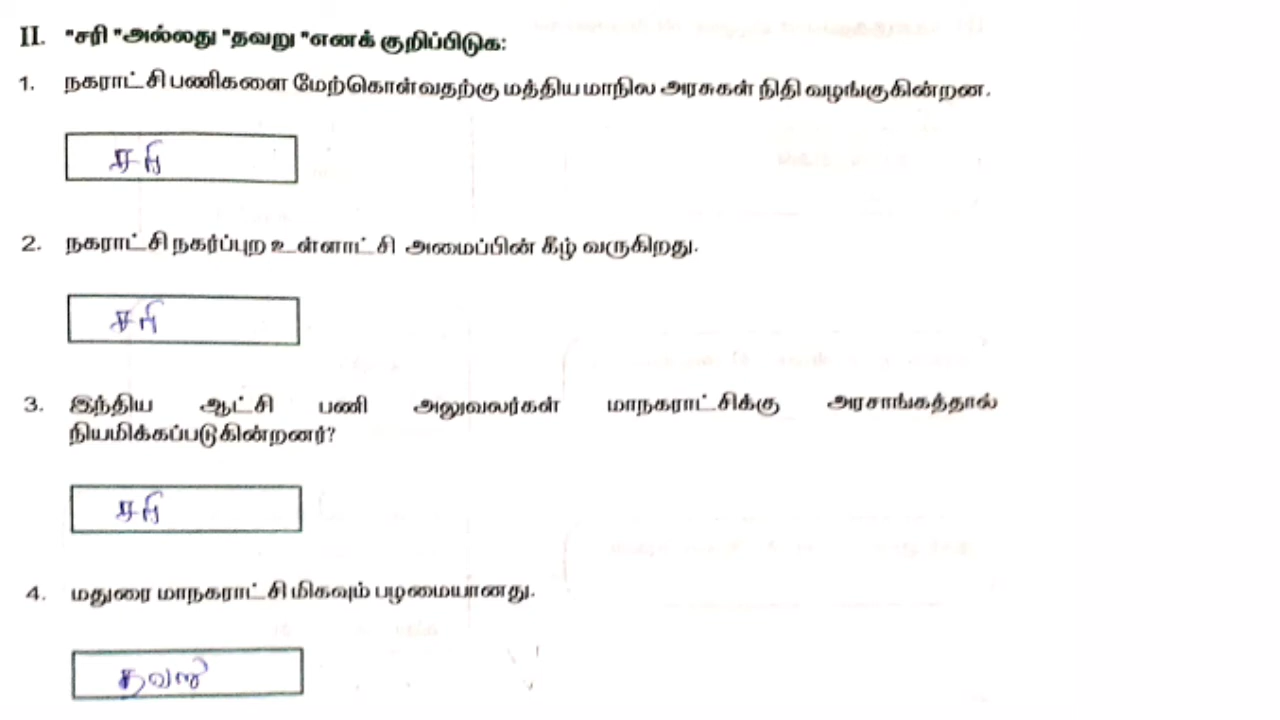 II. "சரி "அல்லது "தவறு "எனக் குறிப்பிடுக:
1. நகராட்சி பணிகளை மேற்கொள்வதற்கு மத்திய மாநில அரசுகள் நிதி வழங்குகின்றன.
சரி
2. நகராட்சி நகர்ப்புற உள்ளாட்சி அமைப்பின் கீழ் வருகிறது.
சரி
3. இந்திய ஆட்சி பணி அலுவலர்கள் மாநகராட்சிக்கு அரசாங்கத்தால்
நியமிக்கப்படுகின்றனர்?
சரி
4. மதுரை மாநகராட்சி மிகவும் பழமையானது.
தவறு